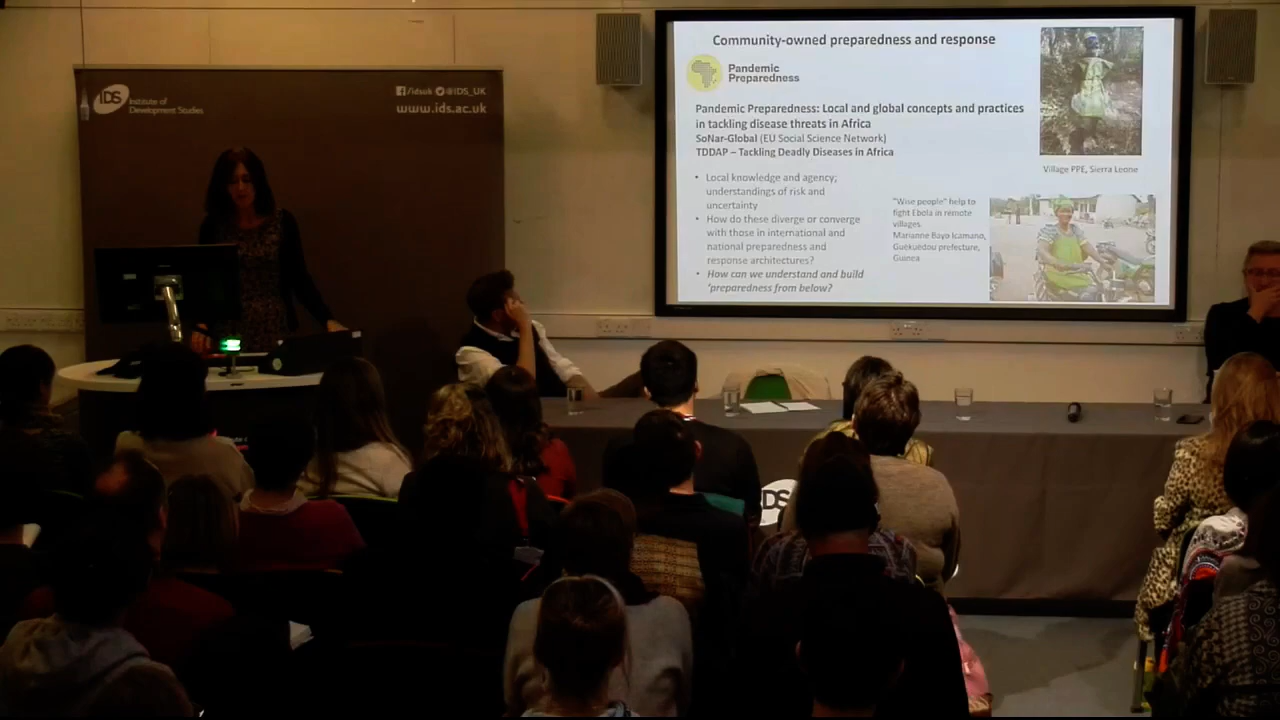 IDS
Institute of
Development Studies
/idsuk @IDS_UK
www.ids.ac.uk
Community-owned preparedness and response
Pandemic
Preparedness
Pandemic Preparedness: Local and global concepts and practices
in tackling disease threats in Africa
SoNar-Global (EU Social Science Network)
TDDAP – Tackling Deadly Diseases in Africa
Village PPE, Sierra Leone
• Local knowledge and agency;
understandings of risk and
uncertainty
• How do these diverge or converge
with those in international and
national preparedness and
response architectures?
• How can we understand and build
'preparedness from below?
"Wise people" help to
fight Ebola in remote
villages.
Marianne Bayo Icamano,
Guekuedou prefecture,
Guinea
IDS